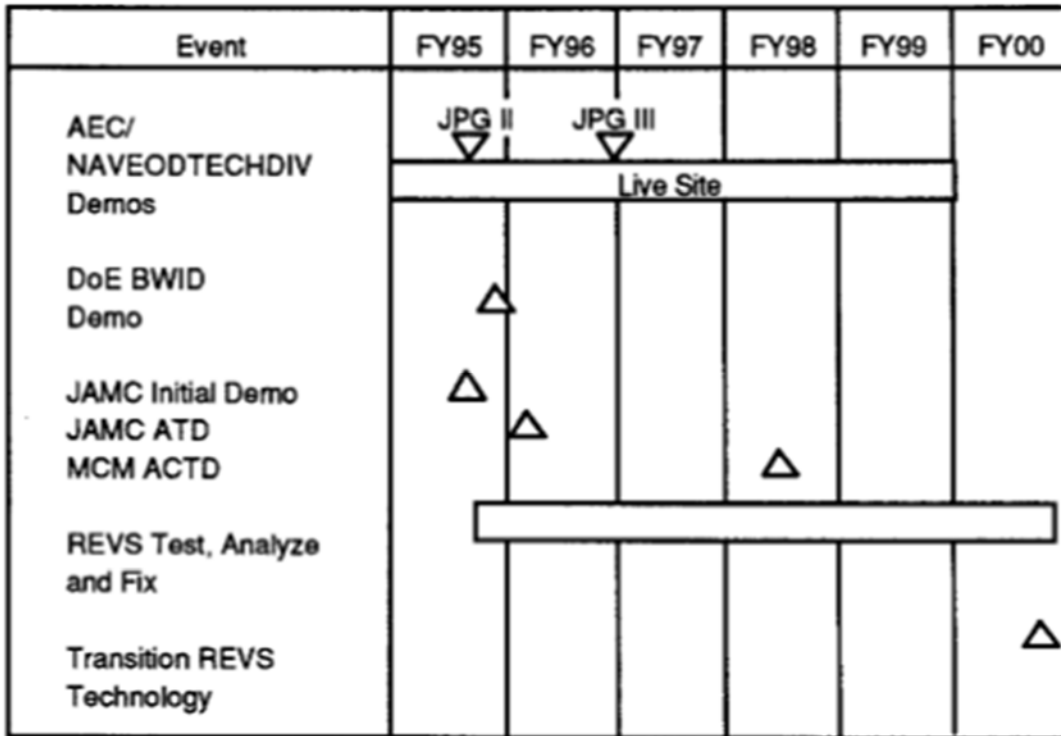 Event FY95 FY96 FY97 FY98 FY99 FY00
JPG II JPG III
AEC/
NAVEODTECHDIV
Live Site
Demos
DoE BWID
Demo
JAMC Initial Demo
JAMC ATD
MCM ACTD
REVS Test, Analyze
and Fix
Transition REVS
Technology